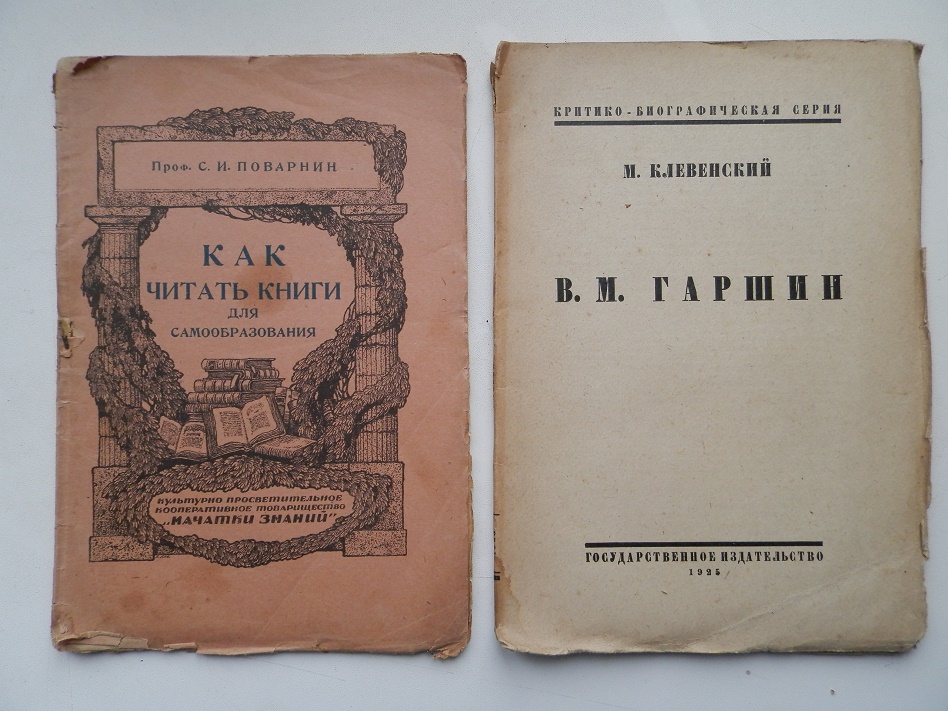 Проф. С. И. ПОВАРНИН
КАК
ЧИТАТЬ КНИГИ
ДЛЯ
САМООБРАЗОВАНИЯ
КУЛЬТУРНО ПРОСВЕТИТЕЛЬНОЕ
КООПЕРАТИВНОЕ ТОВАРИЩЕСТВО
„НАЧАТКИ ЗНАНИЙ"
КРИТИКО-БИОГРАФИЧЕСКАЯ СЕРИЯ
М. КЛЕВЕНСКИЙ
В. М. ГАРШИН
ГОСУДАРСТВЕННОЕ ИЗДАТЕЛЬСТВО
1925